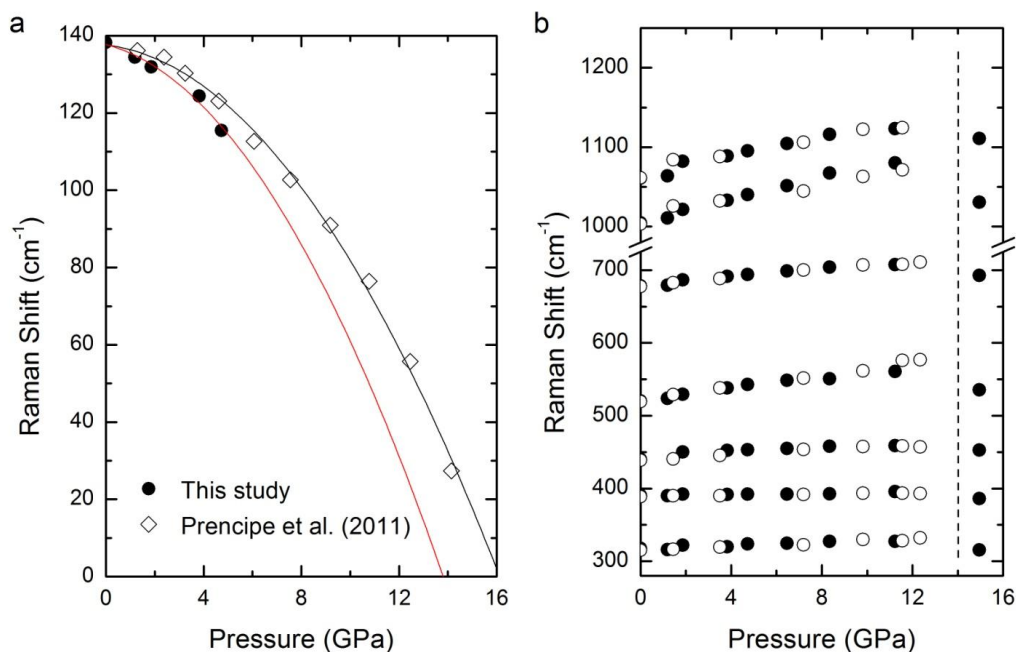 a
140
120
100
80
60
40
20
0
Raman Shift (cm⁻¹)
0 4 8 12 16
Pressure (GPa)
This study
Prencipe et al. (2011)
b
1200
1100
1000
700
600
500
400
300
Raman Shift (cm⁻¹)
0 4 8 12 16
Pressure (GPa)